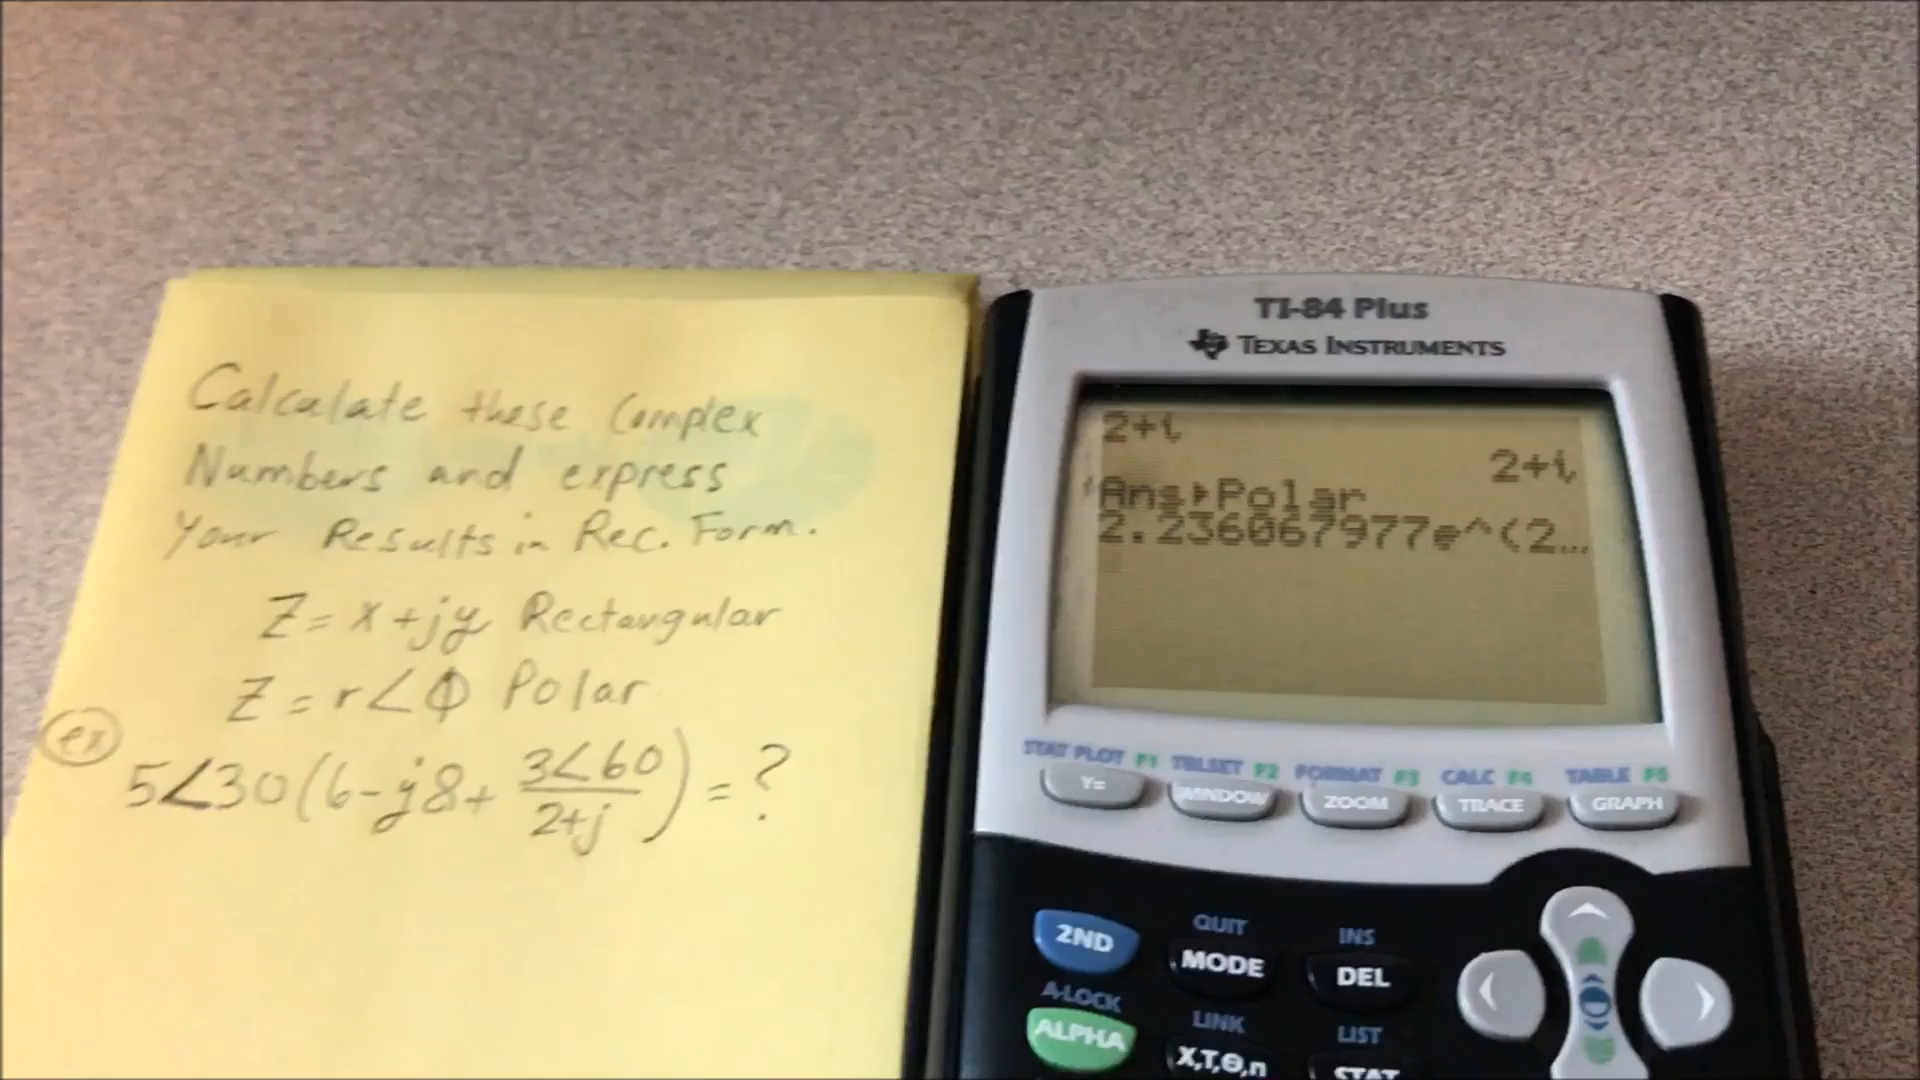 Calculate these Complex
Numbers and express
Your Results in Rec. Form.
Z = x + jy Rectangular
Z = r∠Φ Polar
ex
5∠30(6-j8+ 3∠60/2+j) = ?
TI-84 Plus
TEXAS INSTRUMENTS
2+i
2+i
Ans▸Polar
2.236067977e^(2…
STAT PLOT F1 TBLSET F2 FORMAT F3 CALC F4 TABLE F5
Y= WINDOW ZOOM TRACE GRAPH
QUIT INS
2ND MODE DEL
A-LOCK LINK LIST
ALPHA X,T,Θ,n STAT